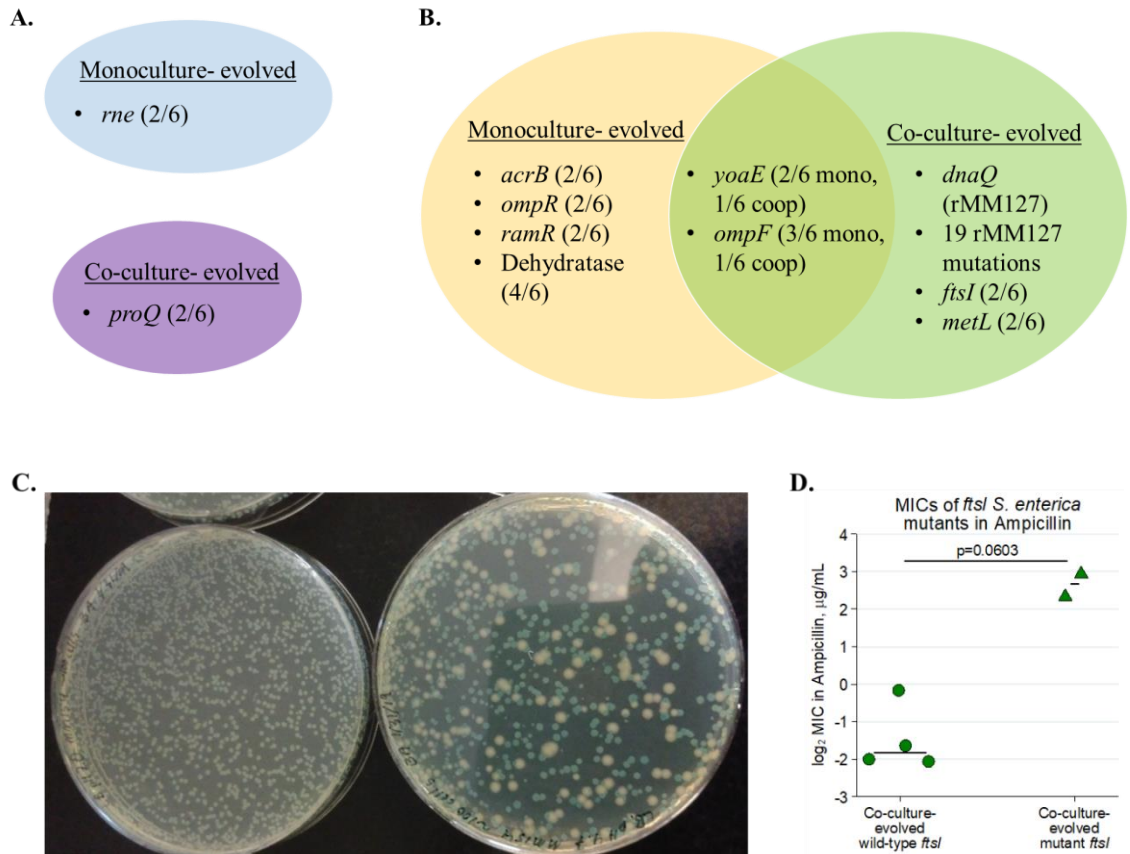 A.
Monoculture- evolved
• rne (2/6)
Co-culture- evolved
• proQ (2/6)
B.
Monoculture- evolved
• acrB (2/6)
• ompR (2/6)
• ramR (2/6)
• Dehydratase
(4/6)
• yoaE (2/6 mono,
1/6 coop)
• ompF (3/6 mono,
1/6 coop)
Co-culture- evolved
• dnaQ
(rMM127)
• 19 rMM127
mutations
• ftsI (2/6)
• metL (2/6)
C.
D.
MICs of ftsI S. enterica
mutants in Ampicillin
p=0.0603
log₂ MIC in Ampicillin, μg/mL
4
3
2
1
0
-1
-2
-3
Co-culture-
evolved
wild-type ftsI
Co-culture-
evolved
mutant ftsI